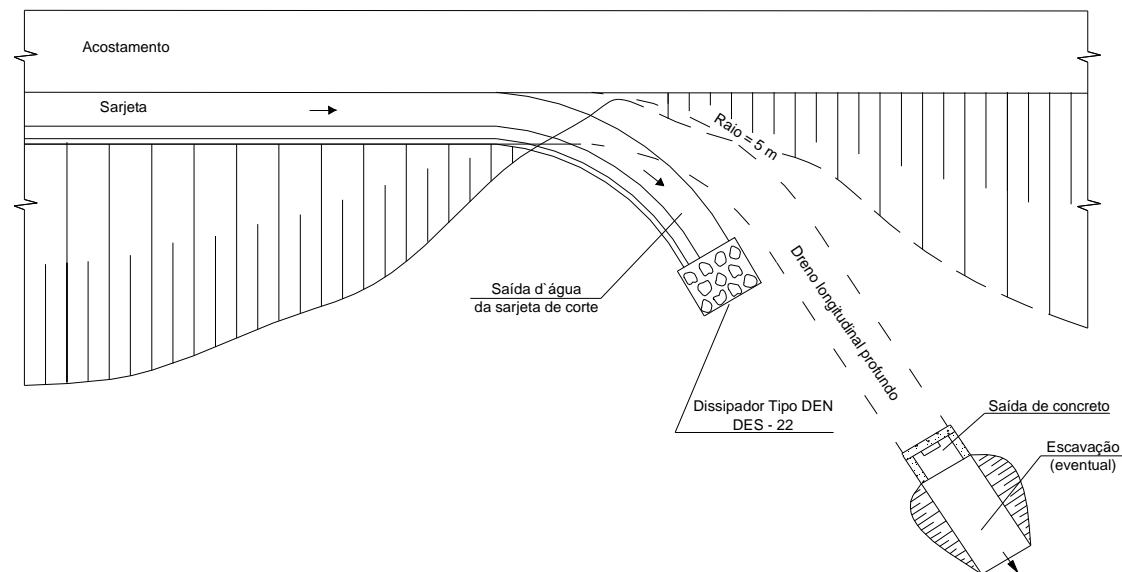 Acostamento
Sarjeta
Raio = 5 m
Saída d`água
da sarjeta de corte
Dreno longitudinal profundo
Dissipador Tipo DEN
DES - 22
Saída de concreto
Escavação
(eventual)